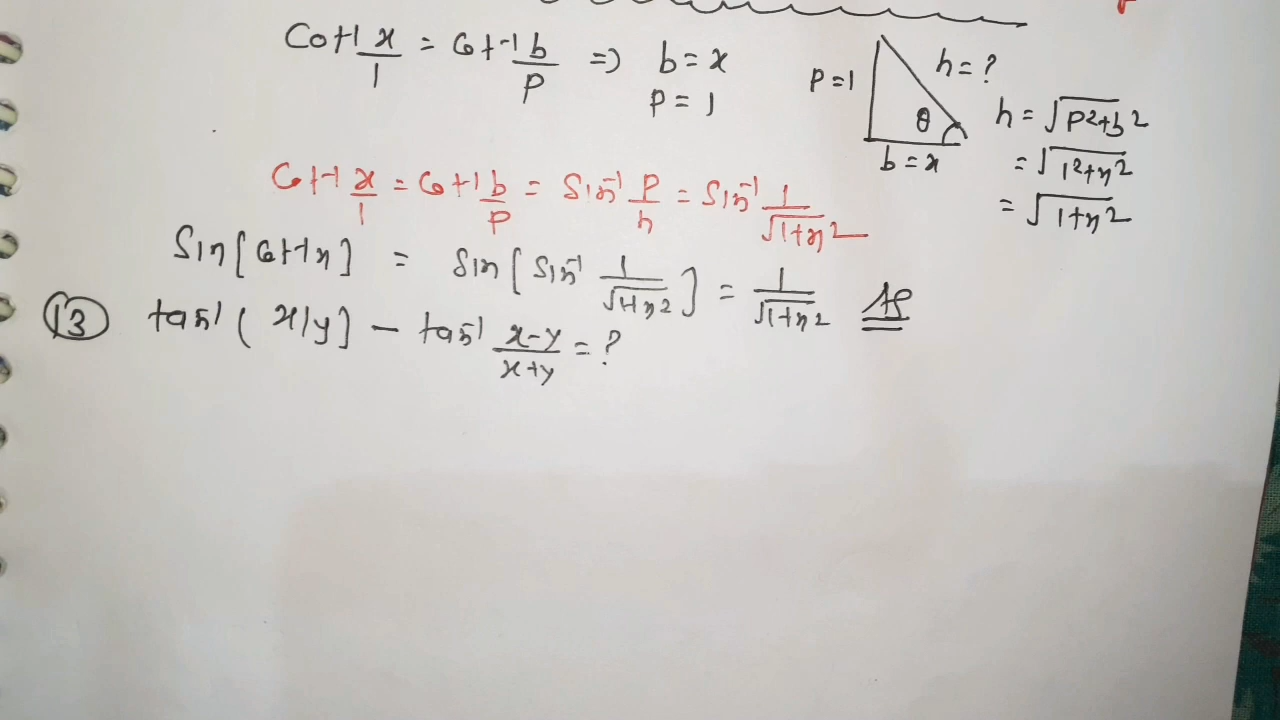 Cot-1 x/1 = Cot-1 b/p => b = x
p = 1
p = 1
h = ?
θ
b = x
h = √p2+b2
= √12+x2
= √1+x2
Cot-1 x/1 = Cot-1 b/p = Sin-1 p/h = Sin-1 1/√1+x2
Sin[Cot-1x] = Sin[Sin-1 1/√1+x2] = 1/√1+x2
13 tan-1(x/y] - tan-1 x-y/x+y = ?